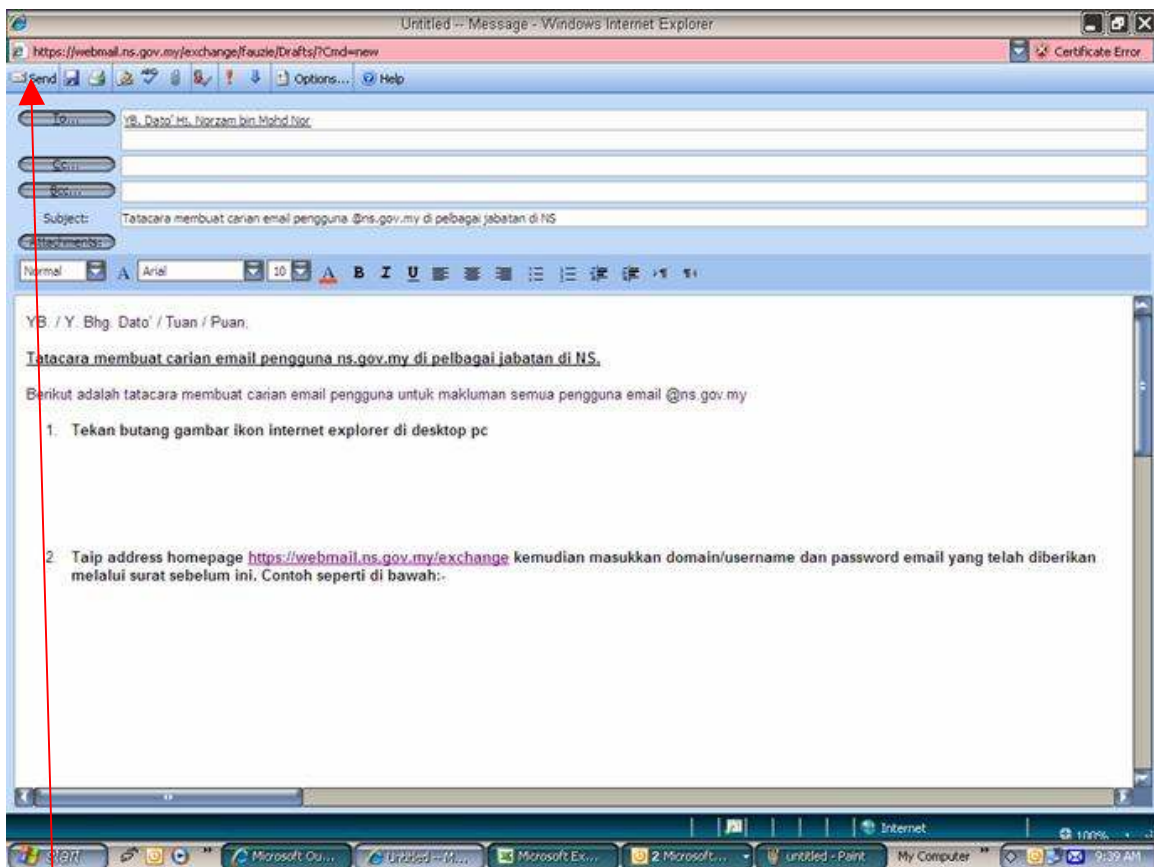 Untitled -- Message - Windows Internet Explorer
https://webmail.ns.gov.my/exchange/fauzie/Drafts/?Cmd=new
Certificate Error
Send Options... Help
To... YB. Dato' Hj. Norzam bin Mohd Nor
Cc...
Bcc...
Subject: Tatacara membuat carian email pengguna @ns.gov.my di pelbagai jabatan di NS
Attachments:
Normal Arial 10 A B I U
YB. / Y. Bhg. Dato' / Tuan / Puan,
Tatacara membuat carian email pengguna ns.gov.my di pelbagai jabatan di NS.
Berikut adalah tatacara membuat carian email pengguna untuk makluman semua pengguna email @ns.gov.my
1. Tekan butang gambar ikon internet explorer di desktop pc
2. Taip address homepage https://webmail.ns.gov.my/exchange kemudian masukkan domain/username dan password email yang telah diberikan
melalui surat sebelum ini. Contoh seperti di bawah:-
Internet
100%
start Microsoft Ou... Untitled -- M... Microsoft Ex... 2 Microsoft... untitled - Paint My Computer 9:39 AM